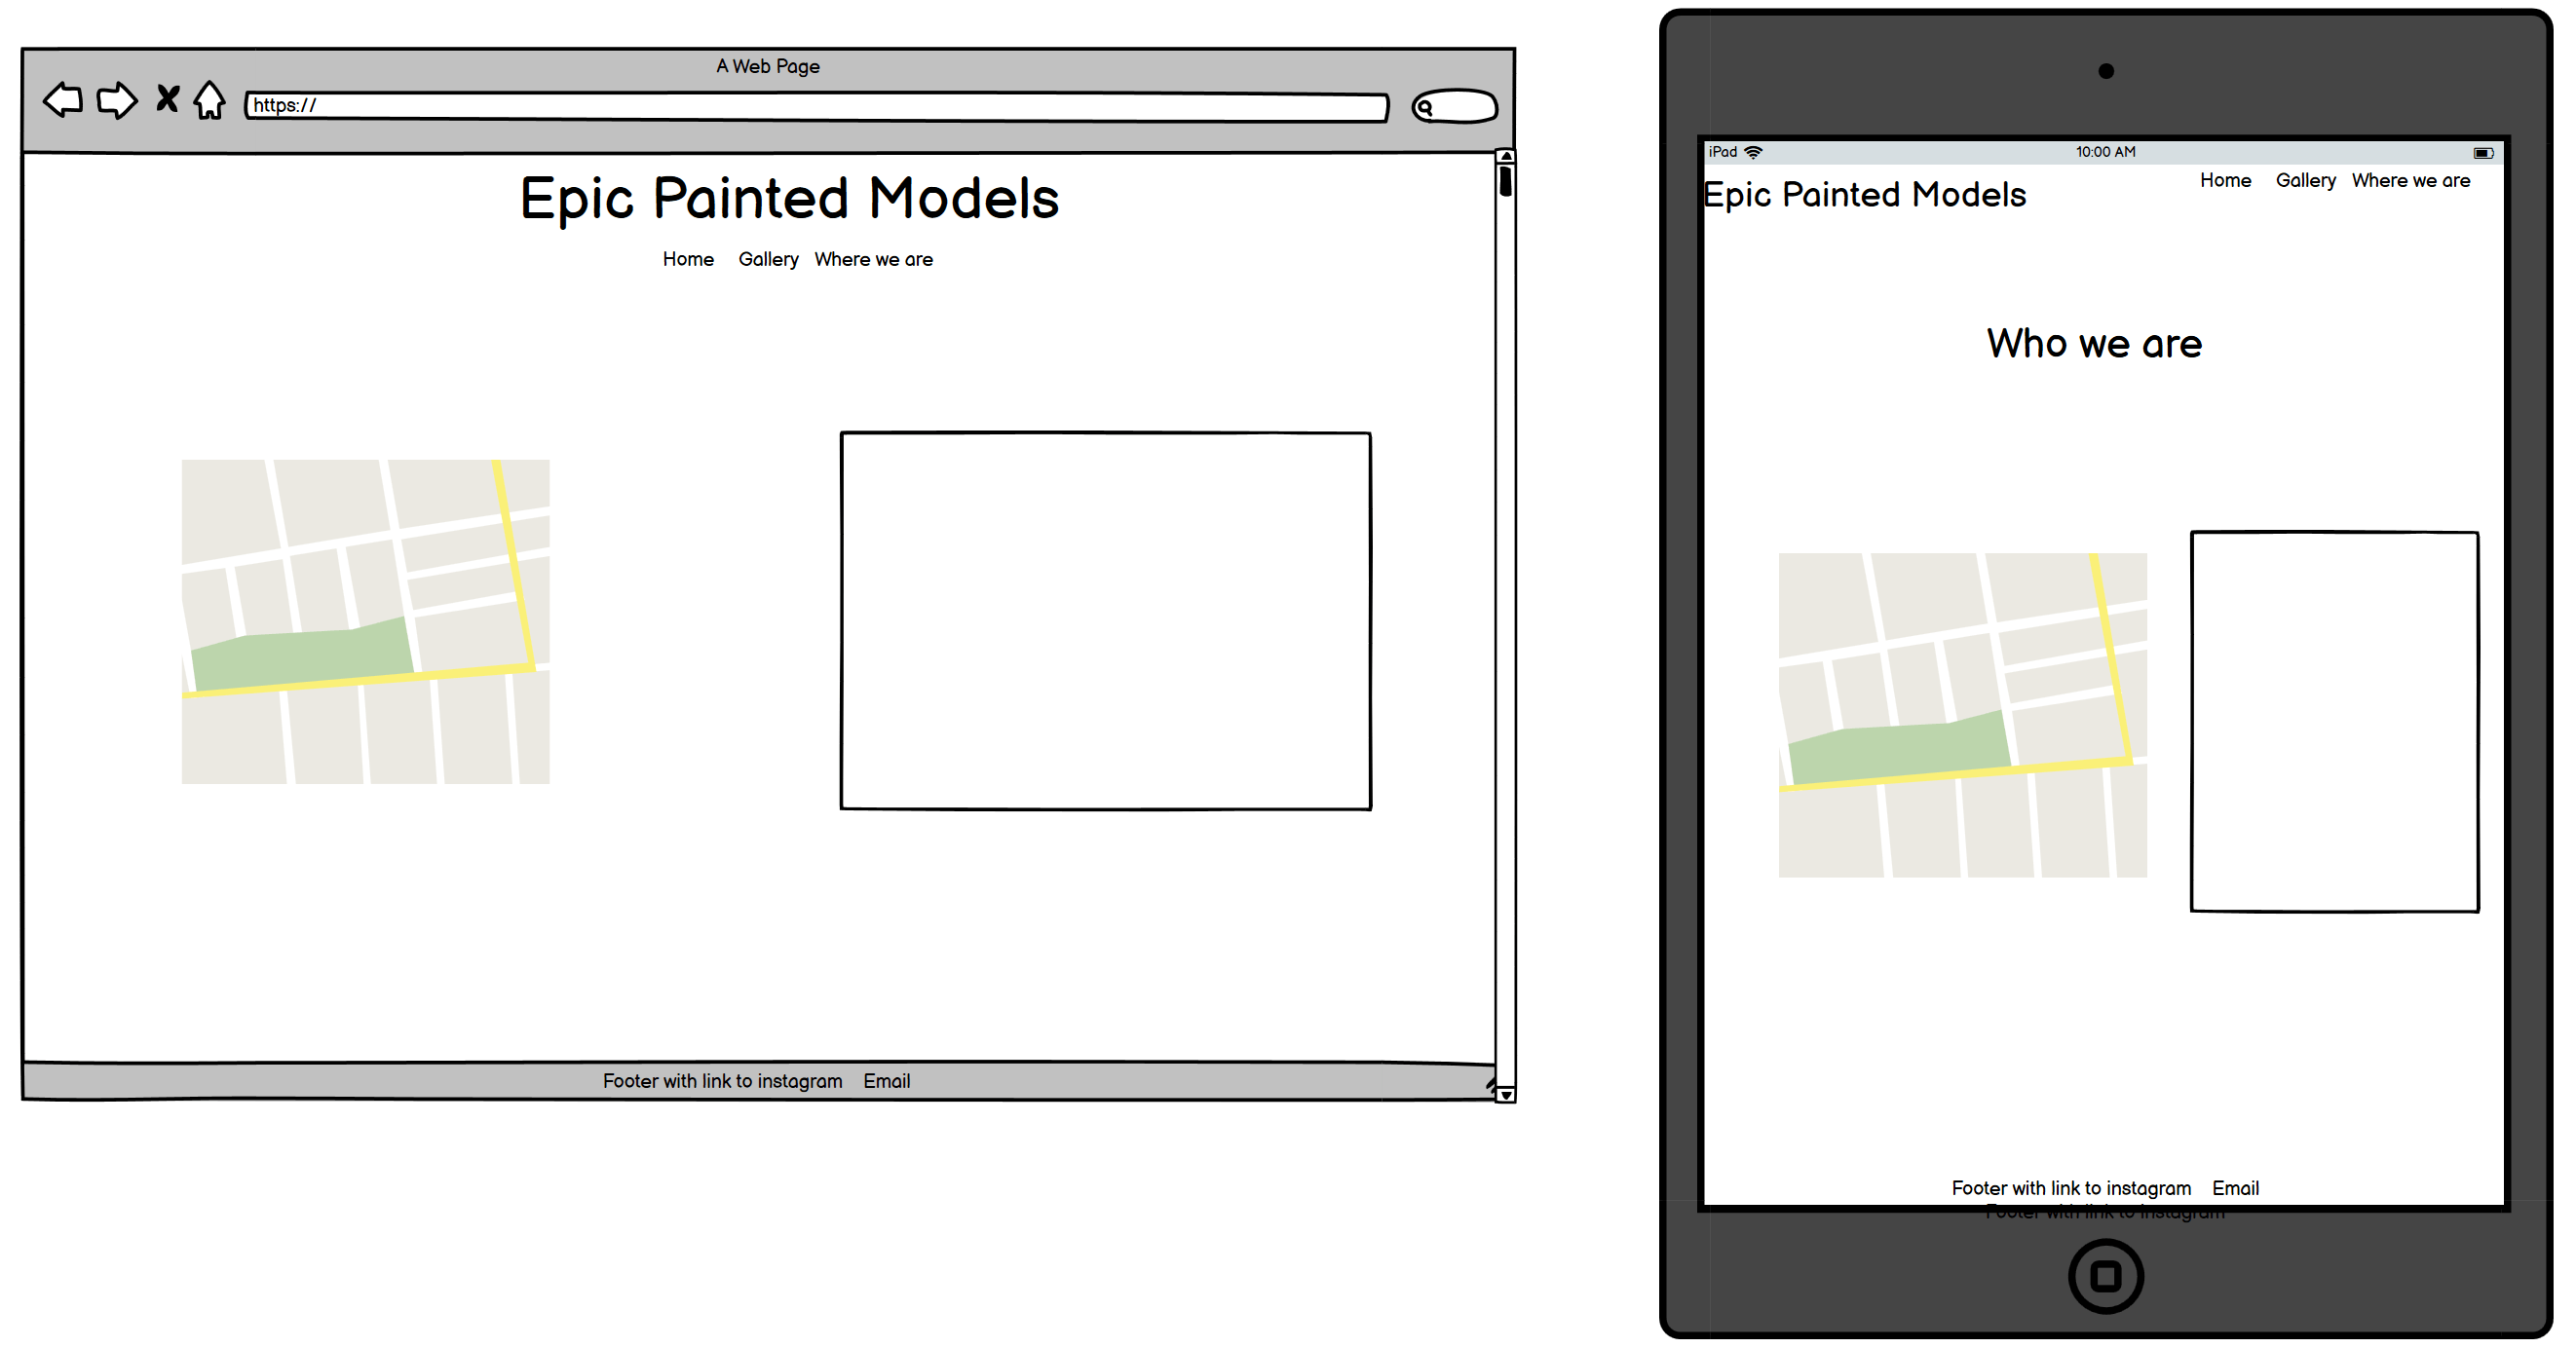 A Web Page
https://
Epic Painted Models
Home Gallery Where we are
Footer with link to instagram Email
iPad 10:00 AM
Epic Painted Models
Home Gallery Where we are
Who we are
Footer with link to instagram Email
Footer with link to instagram